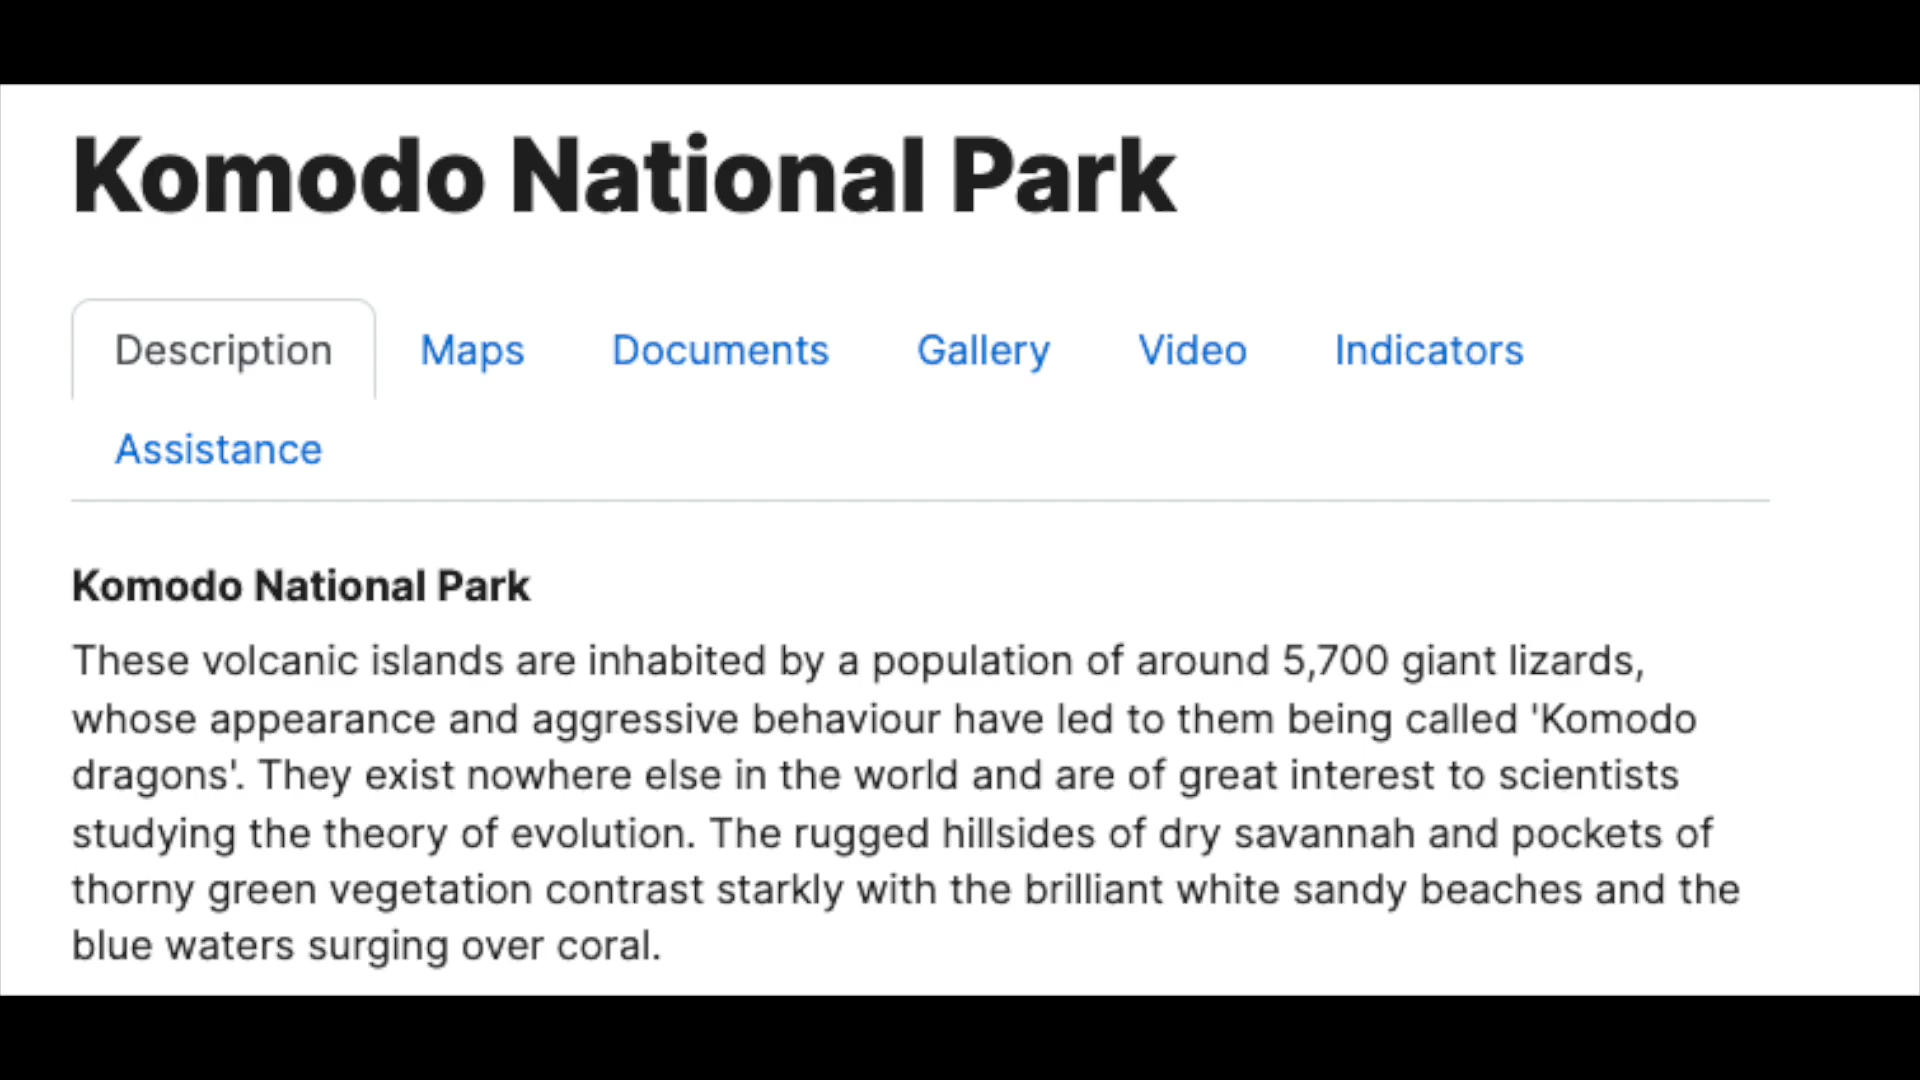 Komodo National Park
Description Maps Documents Gallery Video Indicators
Assistance
Komodo National Park
These volcanic islands are inhabited by a population of around 5,700 giant lizards,
whose appearance and aggressive behaviour have led to them being called 'Komodo
dragons'. They exist nowhere else in the world and are of great interest to scientists
studying the theory of evolution. The rugged hillsides of dry savannah and pockets of
thorny green vegetation contrast starkly with the brilliant white sandy beaches and the
blue waters surging over coral.